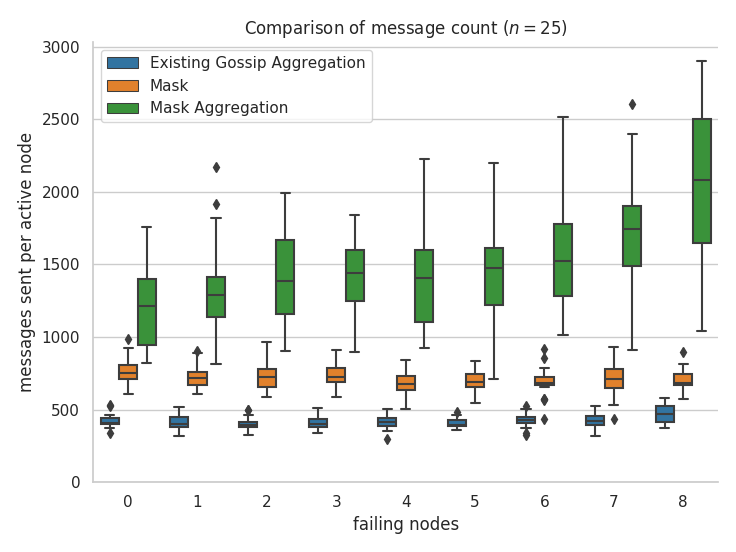 Comparison of message count (n = 25)
Existing Gossip Aggregation
Mask
Mask Aggregation
messages sent per active node
3000
2500
2000
1500
1000
500
0
0 1 2 3 4 5 6 7 8
failing nodes